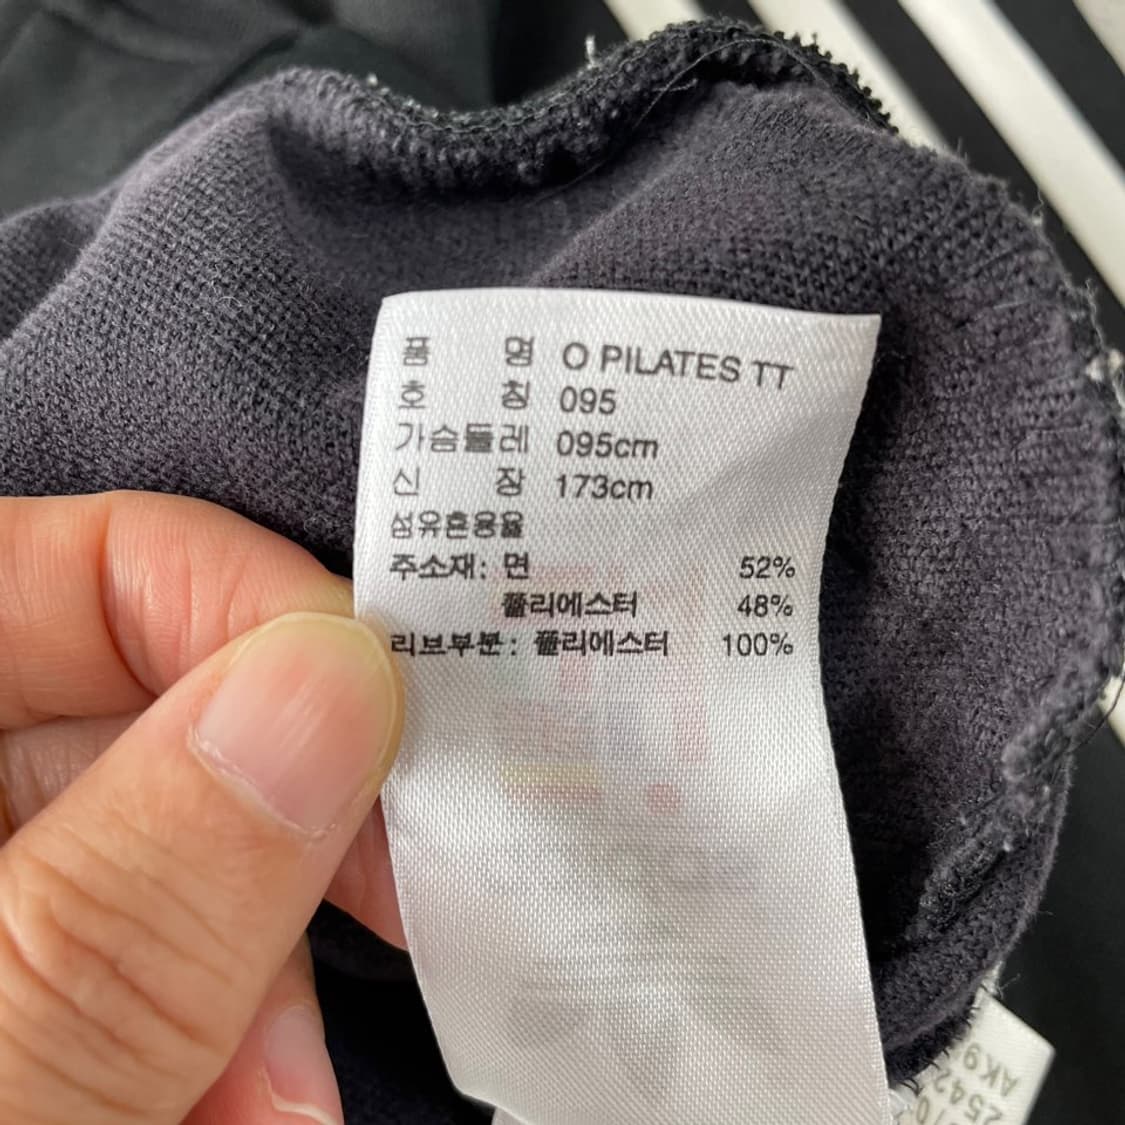 품 명 O PILATES TT
호 칭 095
가슴둘레 095cm
신 장 173cm
섬유혼용율
주소재: 면 52%
폴리에스터 48%
리브부분: 폴리에스터 100%
2542
AK9